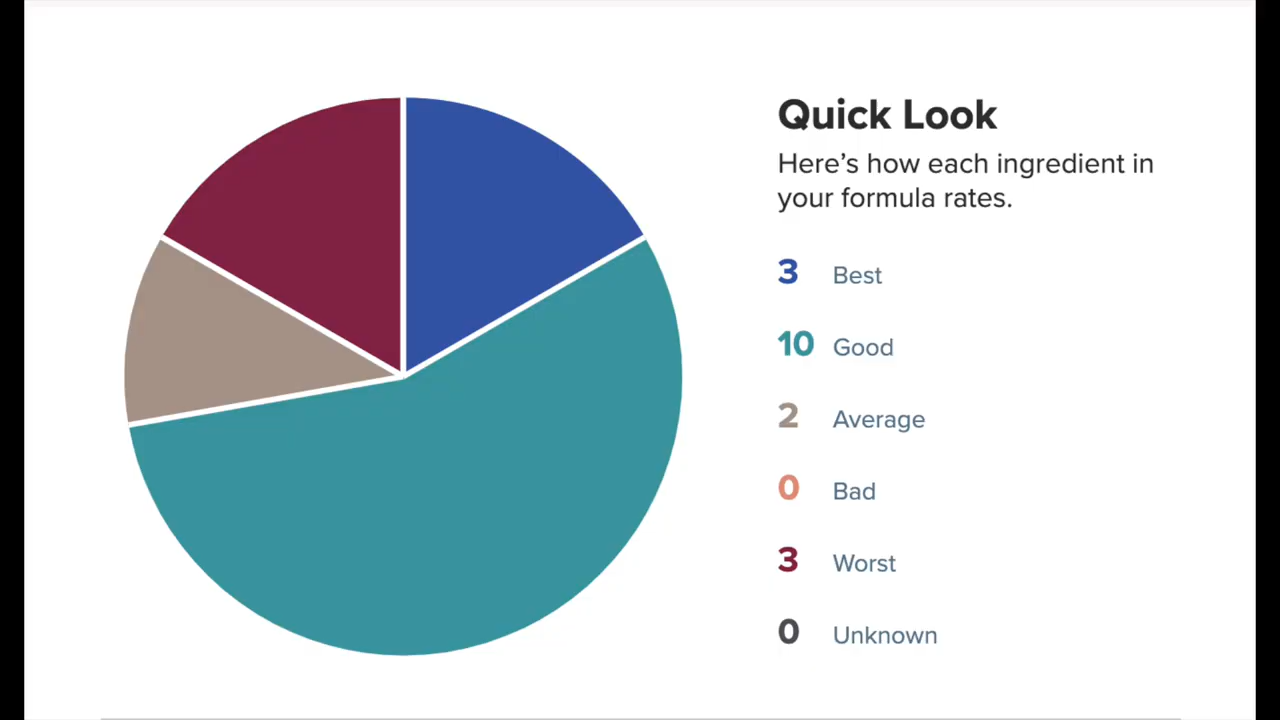 Quick Look
Here’s how each ingredient in
your formula rates.
3 Best
10 Good
2 Average
0 Bad
3 Worst
0 Unknown